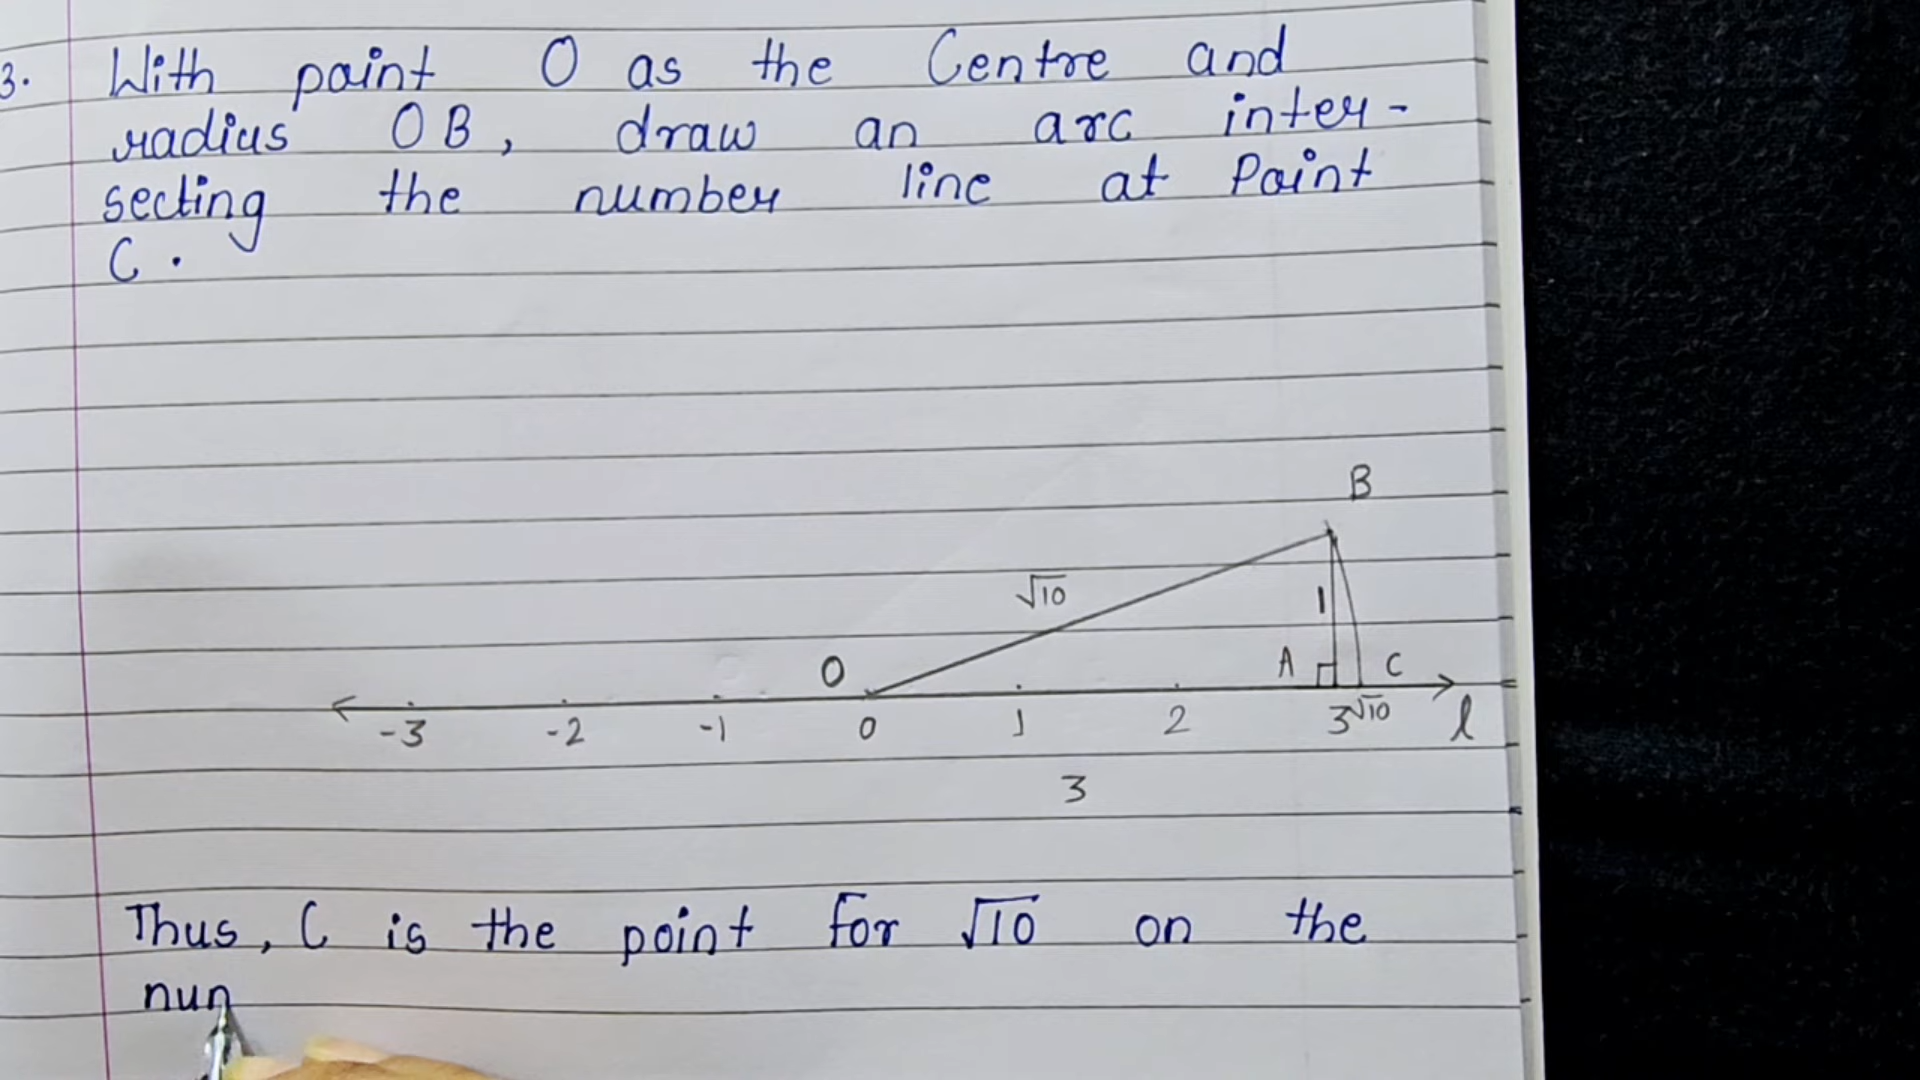 3. With point O as the Centre and
radius OB, draw an arc inter-
secting the number line at Point
C.
B
√10
1
O
A
C
-3 -2 -1 0 1 2 3 √10 l
3
Thus, C is the point for √10 on the
num